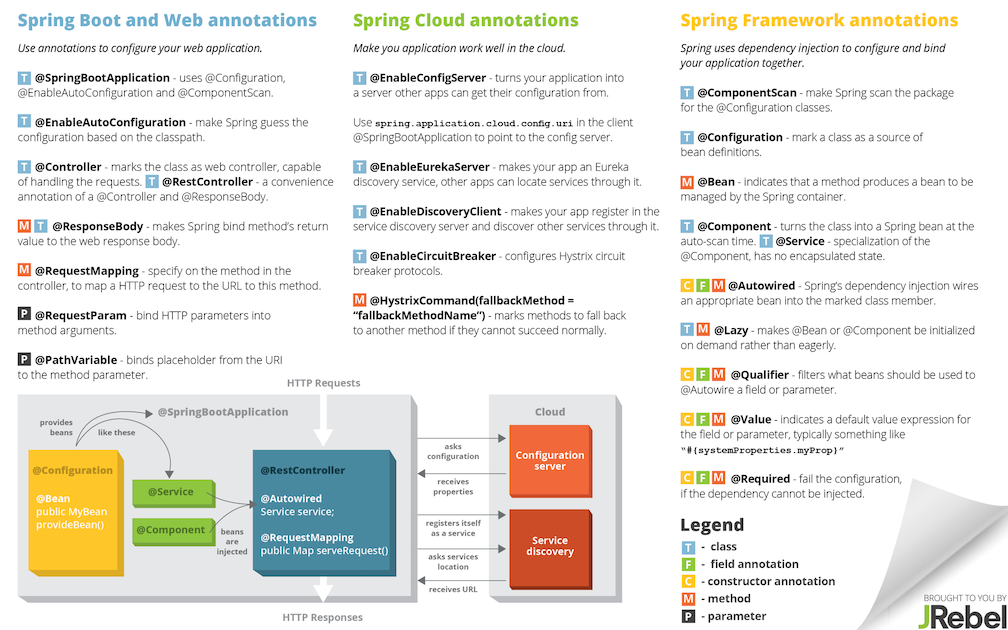 Spring Boot and Web annotations
Use annotations to configure your web application.
T @SpringBootApplication - uses @Configuration,
@EnableAutoConfiguration and @ComponentScan.
T @EnableAutoConfiguration - make Spring guess the
configuration based on the classpath.
T @Controller - marks the class as web controller, capable
of handling the requests. T @RestController - a convenience
annotation of a @Controller and @ResponseBody.
M T @ResponseBody - makes Spring bind method's return
value to the web response body.
M @RequestMapping - specify on the method in the
controller, to map a HTTP request to the URL to this method.
P @RequestParam - bind HTTP parameters into
method arguments.
P @PathVariable - binds placeholder from the URI
to the method parameter.
Spring Cloud annotations
Make you application work well in the cloud.
T @EnableConfigServer - turns your application into
a server other apps can get their configuration from.
Use spring.application.cloud.config.uri in the client
@SpringBootApplication to point to the config server.
T @EnableEurekaServer - makes your app an Eureka
discovery service, other apps can locate services through it.
T @EnableDiscoveryClient - makes your app register in the
service discovery server and discover other services through it.
T @EnableCircuitBreaker - configures Hystrix circuit
breaker protocols.
M @HystrixCommand(fallbackMethod =
“fallbackMethodName”) - marks methods to fall back
to another method if they cannot succeed normally.
Spring Framework annotations
Spring uses dependency injection to configure and bind
your application together.
T @ComponentScan - make Spring scan the package
for the @Configuration classes.
T @Configuration - mark a class as a source of
bean definitions.
M @Bean - indicates that a method produces a bean to be
managed by the Spring container.
T @Component - turns the class into a Spring bean at the
auto-scan time. T @Service - specialization of the
@Component, has no encapsulated state.
C F M @Autowired - Spring's dependency injection wires
an appropriate bean into the marked class member.
T M @Lazy - makes @Bean or @Component be initialized
on demand rather than eagerly.
C F M @Qualifier - filters what beans should be used to
@Autowire a field or parameter.
C F M @Value - indicates a default value expression for
the field or parameter, typically something like
“#{systemProperties.myProp}”
C F M @Required - fail the configuration,
if the dependency cannot be injected.
Legend
T - class
F - field annotation
C - constructor annotation
M - method
P - parameter
HTTP Requests
@SpringBootApplication
provides
beans
like these
@Configuration
@Bean
public MyBean
provideBean()
@Service
@Component
beans
are
injected
@RestController
@Autowired
Service service;
@RequestMapping
public Map serveRequest()
HTTP Responses
asks
configuration
receives
properties
registers itself
as a service
asks services
location
receives URL
Cloud
Configuration
server
Service
discovery
BROUGHT TO YOU BY
JRebel